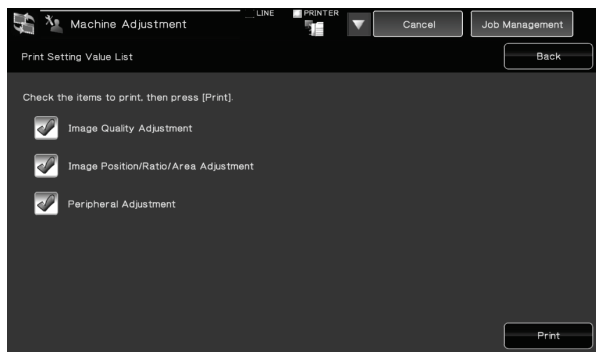 Machine Adjustment
LINE
PRINTER
Cancel
Job Management
Print Setting Value List
Back
Check the items to print, then press [Print].
Image Quality Adjustment
Image Position/Ratio/Area Adjustment
Peripheral Adjustment
Print